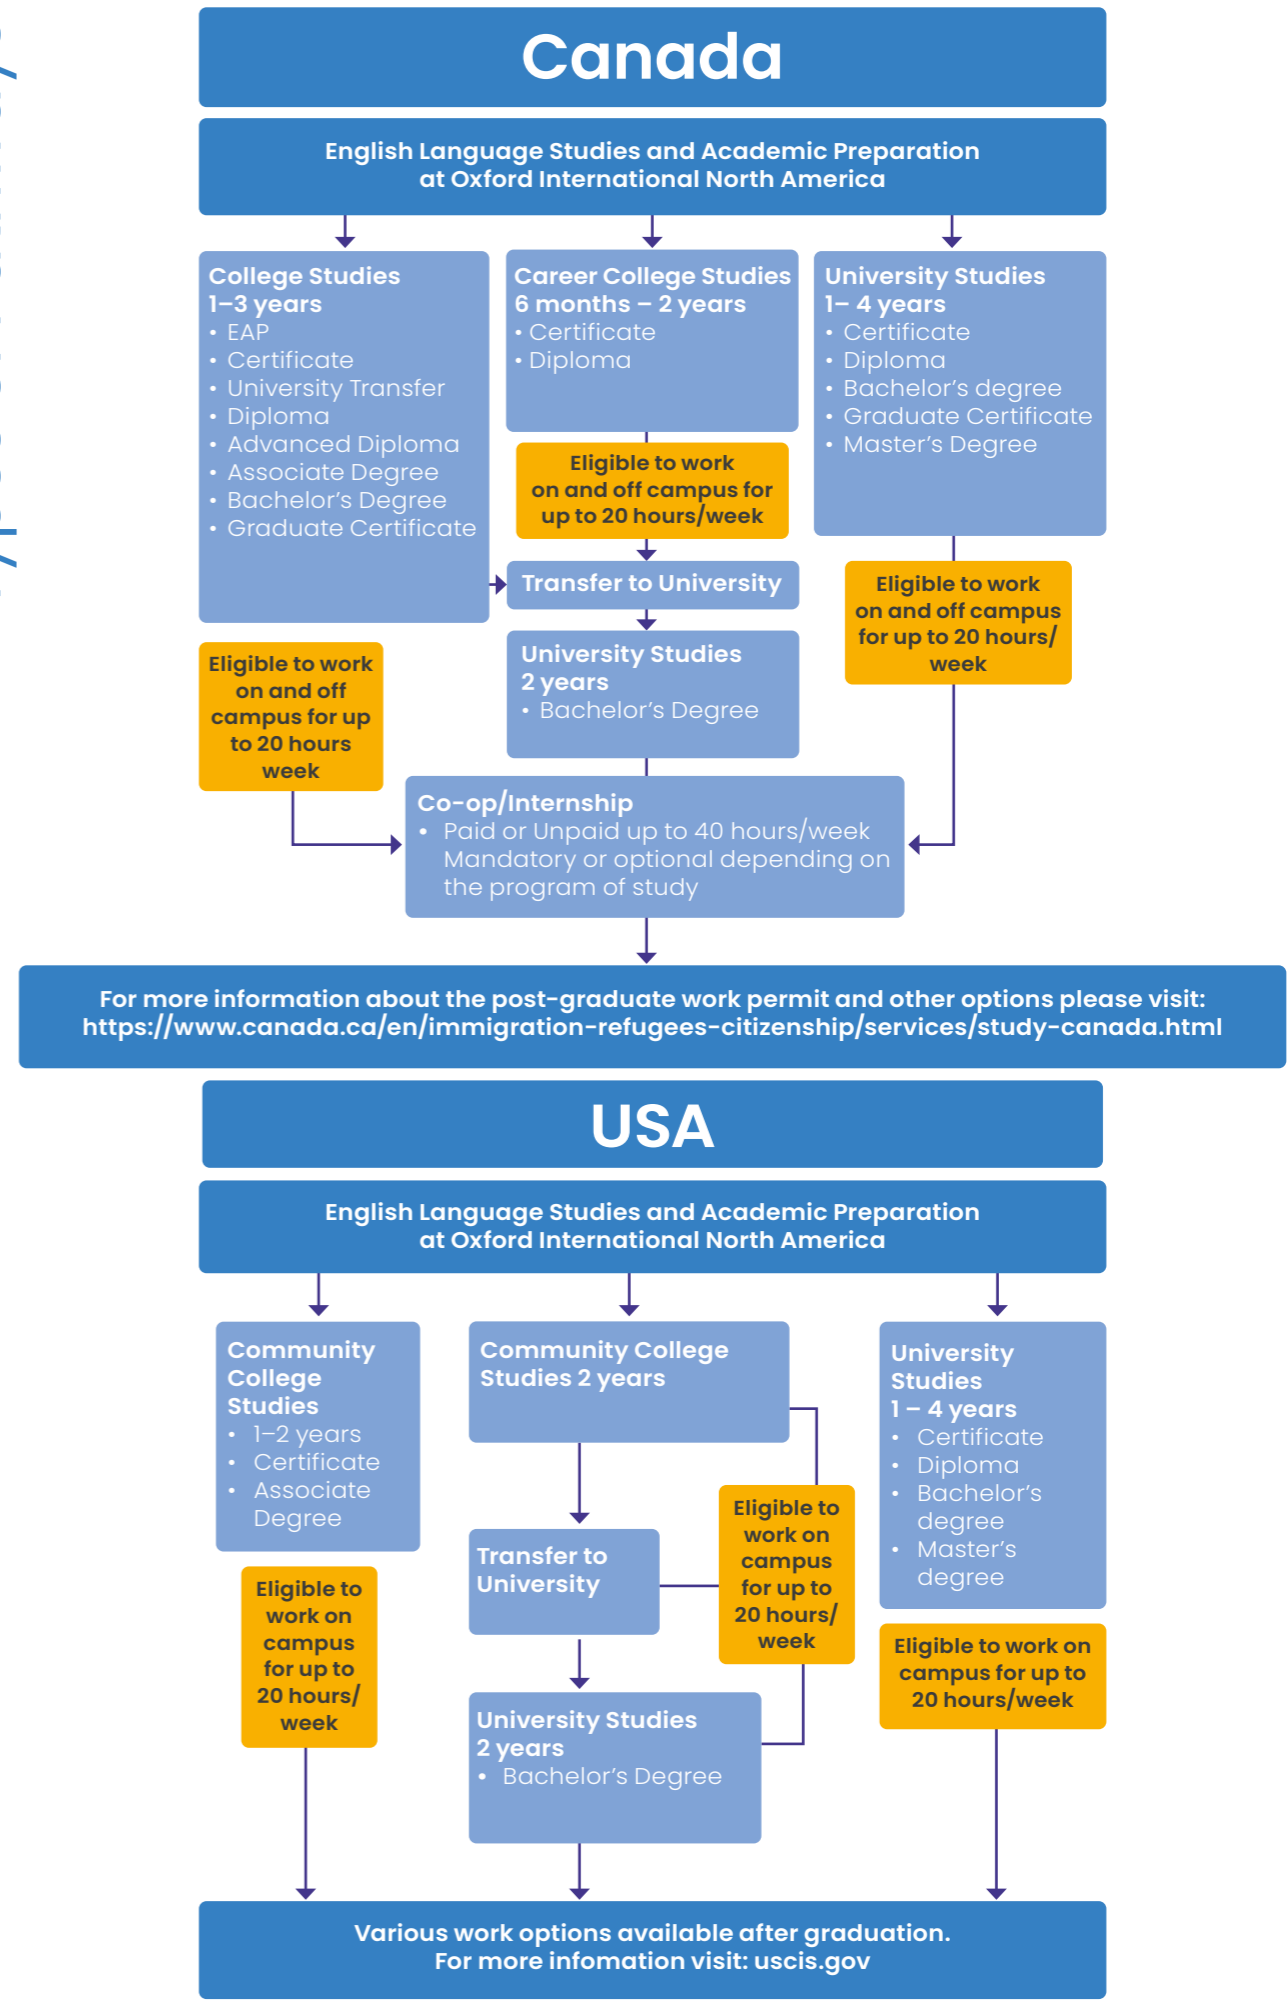 Canada
English Language Studies and Academic Preparation
at Oxford International North America
College Studies
1–3 years
• EAP
• Certificate
• University Transfer
• Diploma
• Advanced Diploma
• Associate Degree
• Bachelor’s Degree
• Graduate Certificate
Career College Studies
6 months – 2 years
• Certificate
• Diploma
University Studies
1– 4 years
• Certificate
• Diploma
• Bachelor’s degree
• Graduate Certificate
• Master’s Degree
Eligible to work
on and off campus for
up to 20 hours/week
Transfer to University
Eligible to work
on and off campus
for up to 20 hours/
week
University Studies
2 years
• Bachelor’s Degree
Eligible to work
on and off
campus for up
to 20 hours
week
Co-op/Internship
• Paid or Unpaid up to 40 hours/week
Mandatory or optional depending on
the program of study
For more information about the post-graduate work permit and other options please visit:
https://www.canada.ca/en/immigration-refugees-citizenship/services/study-canada.html
USA
English Language Studies and Academic Preparation
at Oxford International North America
Community
College
Studies
• 1–2 years
• Certificate
• Associate
Degree
Eligible to
work on
campus
for up to
20 hours/
week
Community College
Studies 2 years
Transfer to
University
Eligible to
work on
campus
for up to
20 hours/
week
University Studies
2 years
• Bachelor’s Degree
University
Studies
1 – 4 years
• Certificate
• Diploma
• Bachelor’s
degree
• Master’s
degree
Eligible to work on
campus for up to
20 hours/week
Various work options available after graduation.
For more infomation visit: uscis.gov